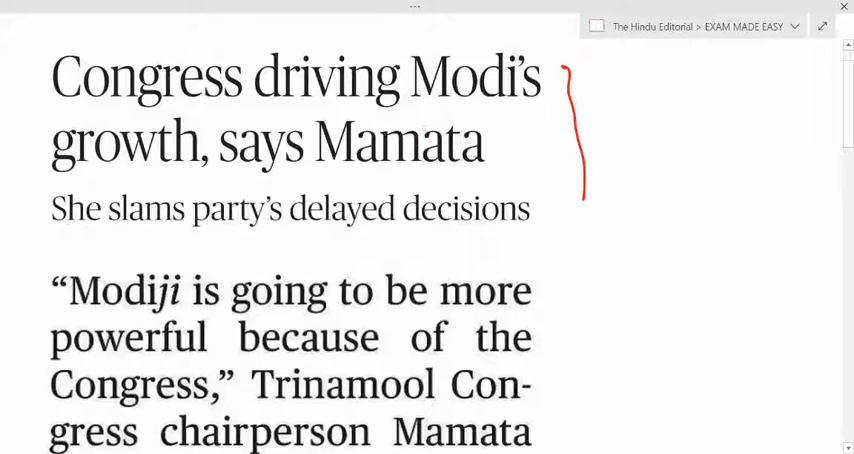 The Hindu Editorial > EXAM MADE EASY
Congress driving Modi's
growth, says Mamata
She slams party's delayed decisions
“Modiji is going to be more
powerful because of the
Congress,” Trinamool Con-
gress chairperson Mamata